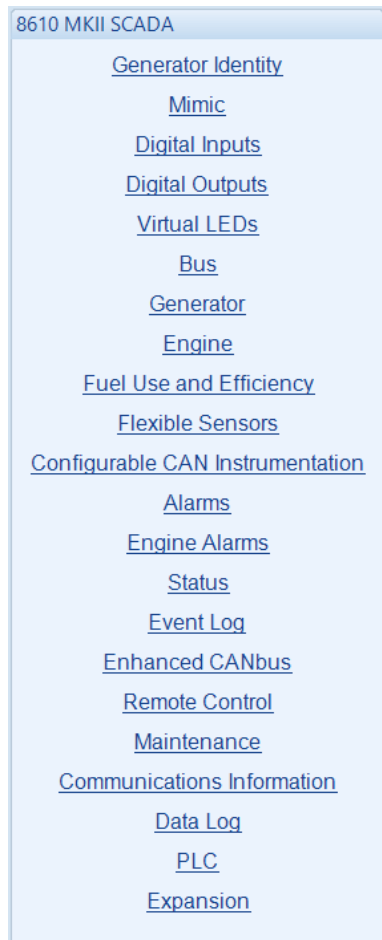 8610 MKII SCADA
Generator Identity
Mimic
Digital Inputs
Digital Outputs
Virtual LEDs
Bus
Generator
Engine
Fuel Use and Efficiency
Flexible Sensors
Configurable CAN Instrumentation
Alarms
Engine Alarms
Status
Event Log
Enhanced CANbus
Remote Control
Maintenance
Communications Information
Data Log
PLC
Expansion